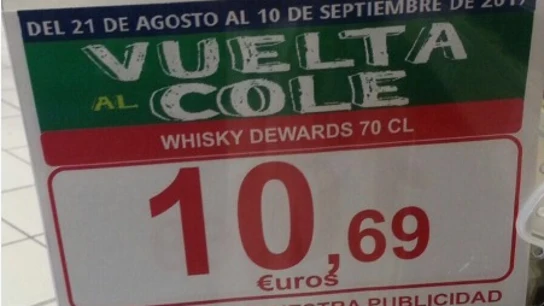 DEL 21 DE AGOSTO AL 10 DE SEPTIEMBRE DE 2017
VUELTA
AL COLE
WHISKY DEWARDS 70 CL
10,69
€uros
PUBLICIDAD